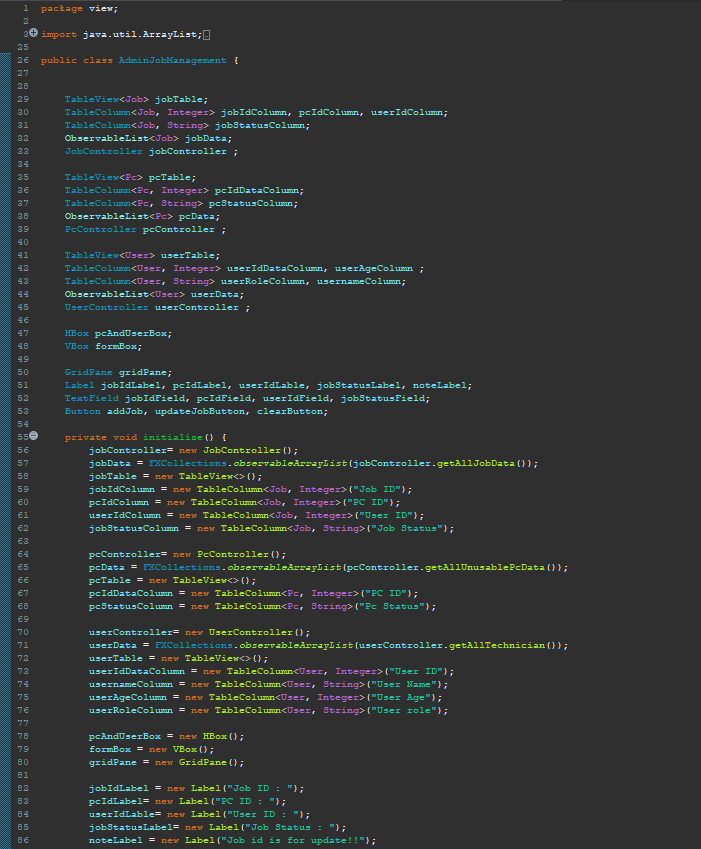 1 package view;
2
3 import java.util.ArrayList;
25
26 public class AdminJobManagement {
27
28
29 TableView<Job> jobTable;
30 TableColumn<Job, Integer> jobIdColumn, pcIdColumn, userIdColumn;
31 TableColumn<Job, String> jobStatusColumn;
32 ObservableList<Job> jobData;
33 JobController jobController ;
34
35 TableView<Pc> pcTable;
36 TableColumn<Pc, Integer> pcIdDataColumn;
37 TableColumn<Pc, String> pcStatusColumn;
38 ObservableList<Pc> pcData;
39 PcController pcController ;
40
41 TableView<User> userTable;
42 TableColumn<User, Integer> userIdDataColumn, userAgeColumn ;
43 TableColumn<User, String> userRoleColumn, usernameColumn;
44 ObservableList<User> userData;
45 UserController userController ;
46
47 HBox pcAndUserBox;
48 VBox formBox;
49
50 GridPane gridPane;
51 Label jobIdLabel, pcIdLabel, userIdLable, jobStatusLabel, noteLabel;
52 TextField jobIdField, pcIdField, userIdField, jobStatusField;
53 Button addJob, updateJobButton, clearButton;
54
55 private void initialize() {
56 jobController= new JobController();
57 jobData = FXCollections.observableArrayList(jobController.getAllJobData());
58 jobTable = new TableView<>();
59 jobIdColumn = new TableColumn<Job, Integer>("Job ID");
60 pcIdColumn = new TableColumn<Job, Integer>("PC ID");
61 userIdColumn = new TableColumn<Job, Integer>("User ID");
62 jobStatusColumn = new TableColumn<Job, String>("Job Status");
63
64 pcController= new PcController();
65 pcData = FXCollections.observableArrayList(pcController.getAllUnusablePcData());
66 pcTable = new TableView<>();
67 pcIdDataColumn = new TableColumn<Pc, Integer>("PC ID");
68 pcStatusColumn = new TableColumn<Pc, String>("Pc Status");
69
70 userController= new UserController();
71 userData = FXCollections.observableArrayList(userController.getAllTechnician());
72 userTable = new TableView<>();
73 userIdDataColumn = new TableColumn<User, Integer>("User ID");
74 usernameColumn = new TableColumn<User, String>("User Name");
75 userAgeColumn = new TableColumn<User, Integer>("User Age");
76 userRoleColumn = new TableColumn<User, String>("User role");
77
78 pcAndUserBox = new HBox();
79 formBox = new VBox();
80 gridPane = new GridPane();
81
82 jobIdLabel = new Label("Job ID : ");
83 pcIdLabel= new Label("PC ID : ");
84 userIdLable= new Label("User ID : ");
85 jobStatusLabel= new Label("Job Status : ");
86 noteLabel = new Label("Job id is for update!!");